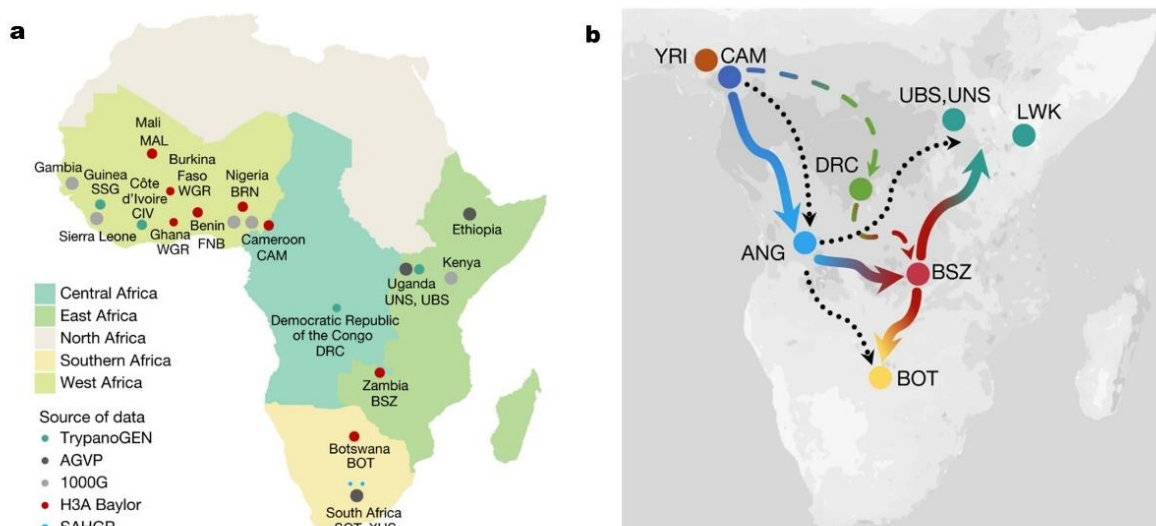 a
Mali
MAL
Gambia
Guinea
SSG
Côte
d'Ivoire
CIV
Burkina
Faso
WGR
Nigeria
BRN
Sierra Leone
Ghana
WGR
Benin
FNB
Cameroon
CAM
Ethiopia
Kenya
Uganda
UNS, UBS
Democratic Republic
of the Congo
DRC
Zambia
BSZ
Botswana
BOT
South Africa
SOT, XHS
Central Africa
East Africa
North Africa
Southern Africa
West Africa
Source of data
TrypanoGEN
AGVP
1000G
H3A Baylor
SAHGP
b
YRI
CAM
UBS,UNS
LWK
DRC
ANG
BSZ
BOT